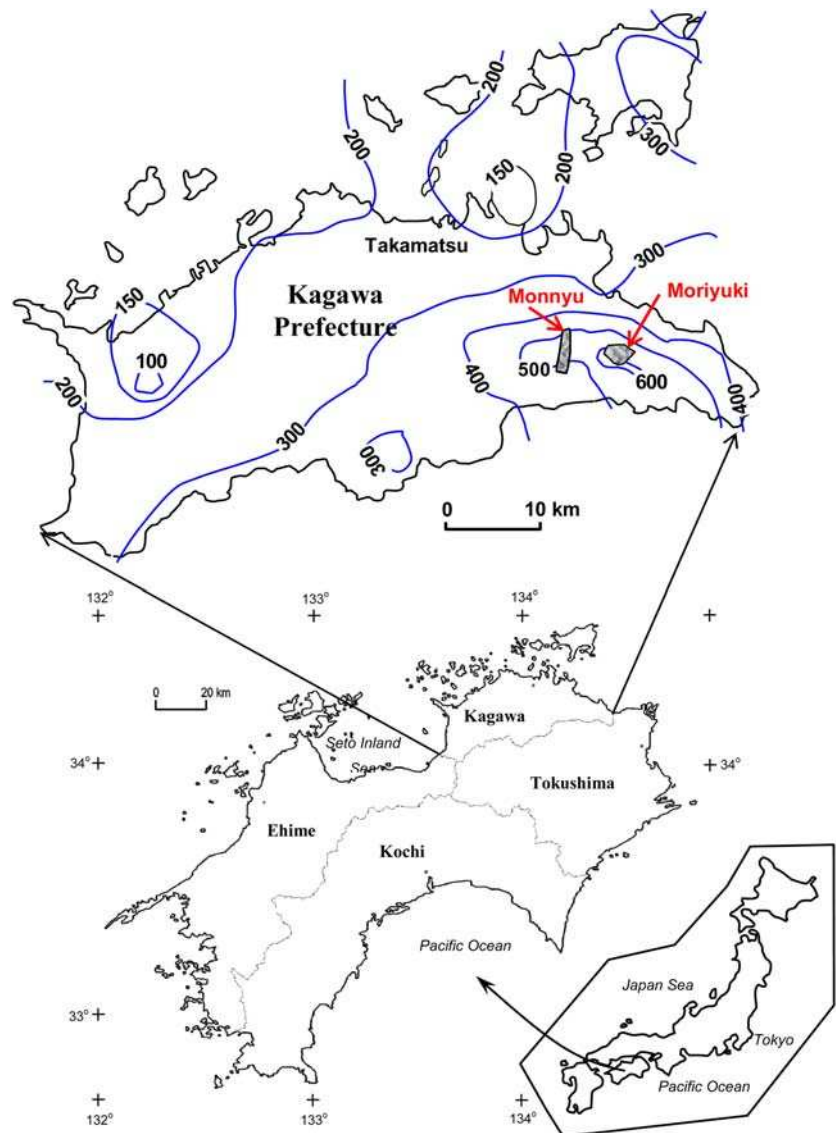 200
200
300
200
150
300
Takamatsu
Kagawa
Prefecture
Monnyu
Moriyuki
150
100
200
400
500
600
400
300
300
0 10 km
132°
133°
134°
0 20 km
Kagawa
Seto Inland
Sea
34°
34°
Tokushima
Ehime
Kochi
Pacific Ocean
Japan Sea
33°
Tokyo
Pacific Ocean
132°
133°
134°